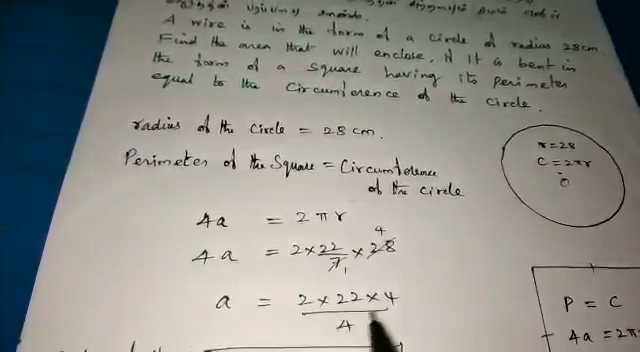 A wire is in the form of a circle of radius 28cm.
Find the area that will enclose, if it is bent in
the form of a square having its perimeter
equal to the circumference of the circle.
radius of the circle = 28 cm.
Perimeter of the Square = Circumference
of the circle
4a = 2πr
4
4a = 2 × 22/7 1 × 28
a = 2 × 22 × 4 / 4
r = 28
C = 2πr
P = C
4a = 2π